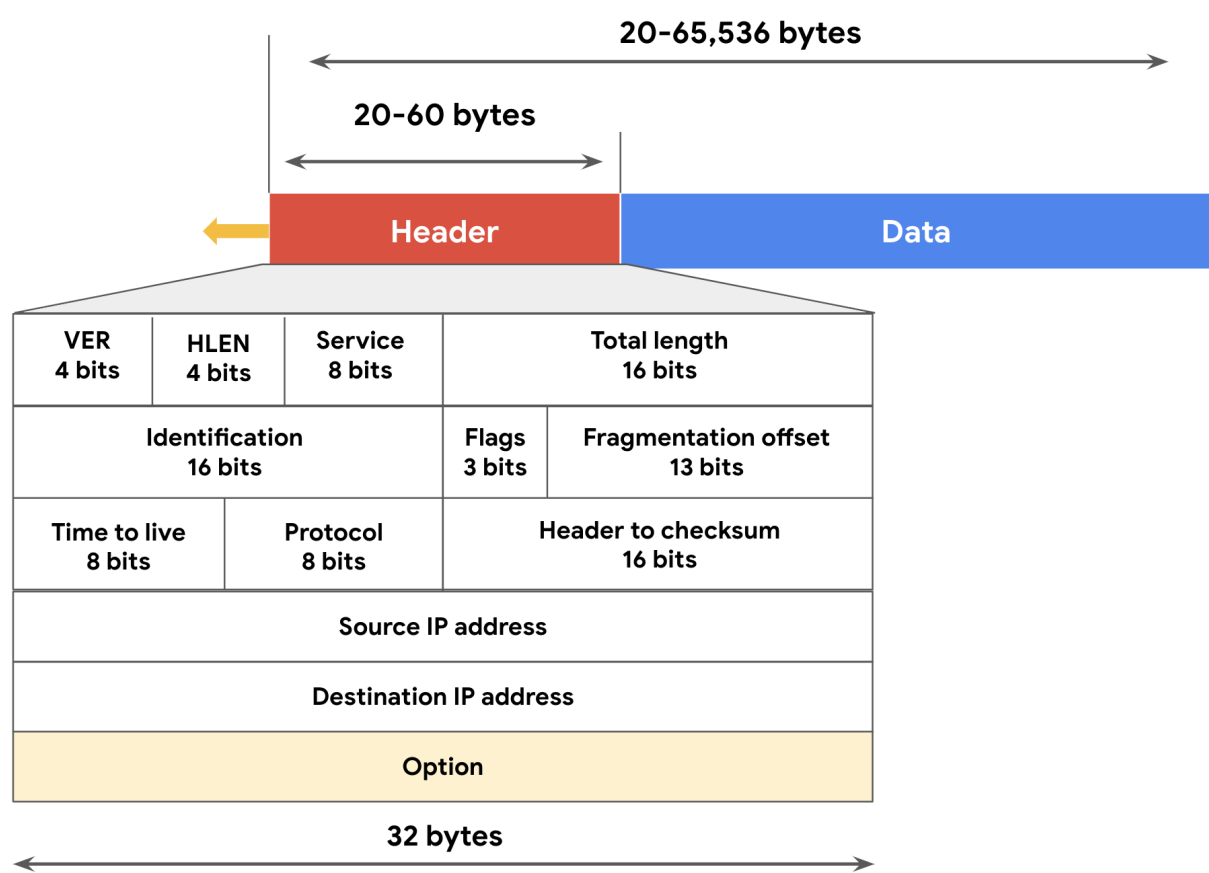 20-65,536 bytes
20-60 bytes
Header
Data
VER
4 bits
HLEN
4 bits
Service
8 bits
Total length
16 bits
Identification
16 bits
Flags
3 bits
Fragmentation offset
13 bits
Time to live
8 bits
Protocol
8 bits
Header to checksum
16 bits
Source IP address
Destination IP address
Option
32 bytes